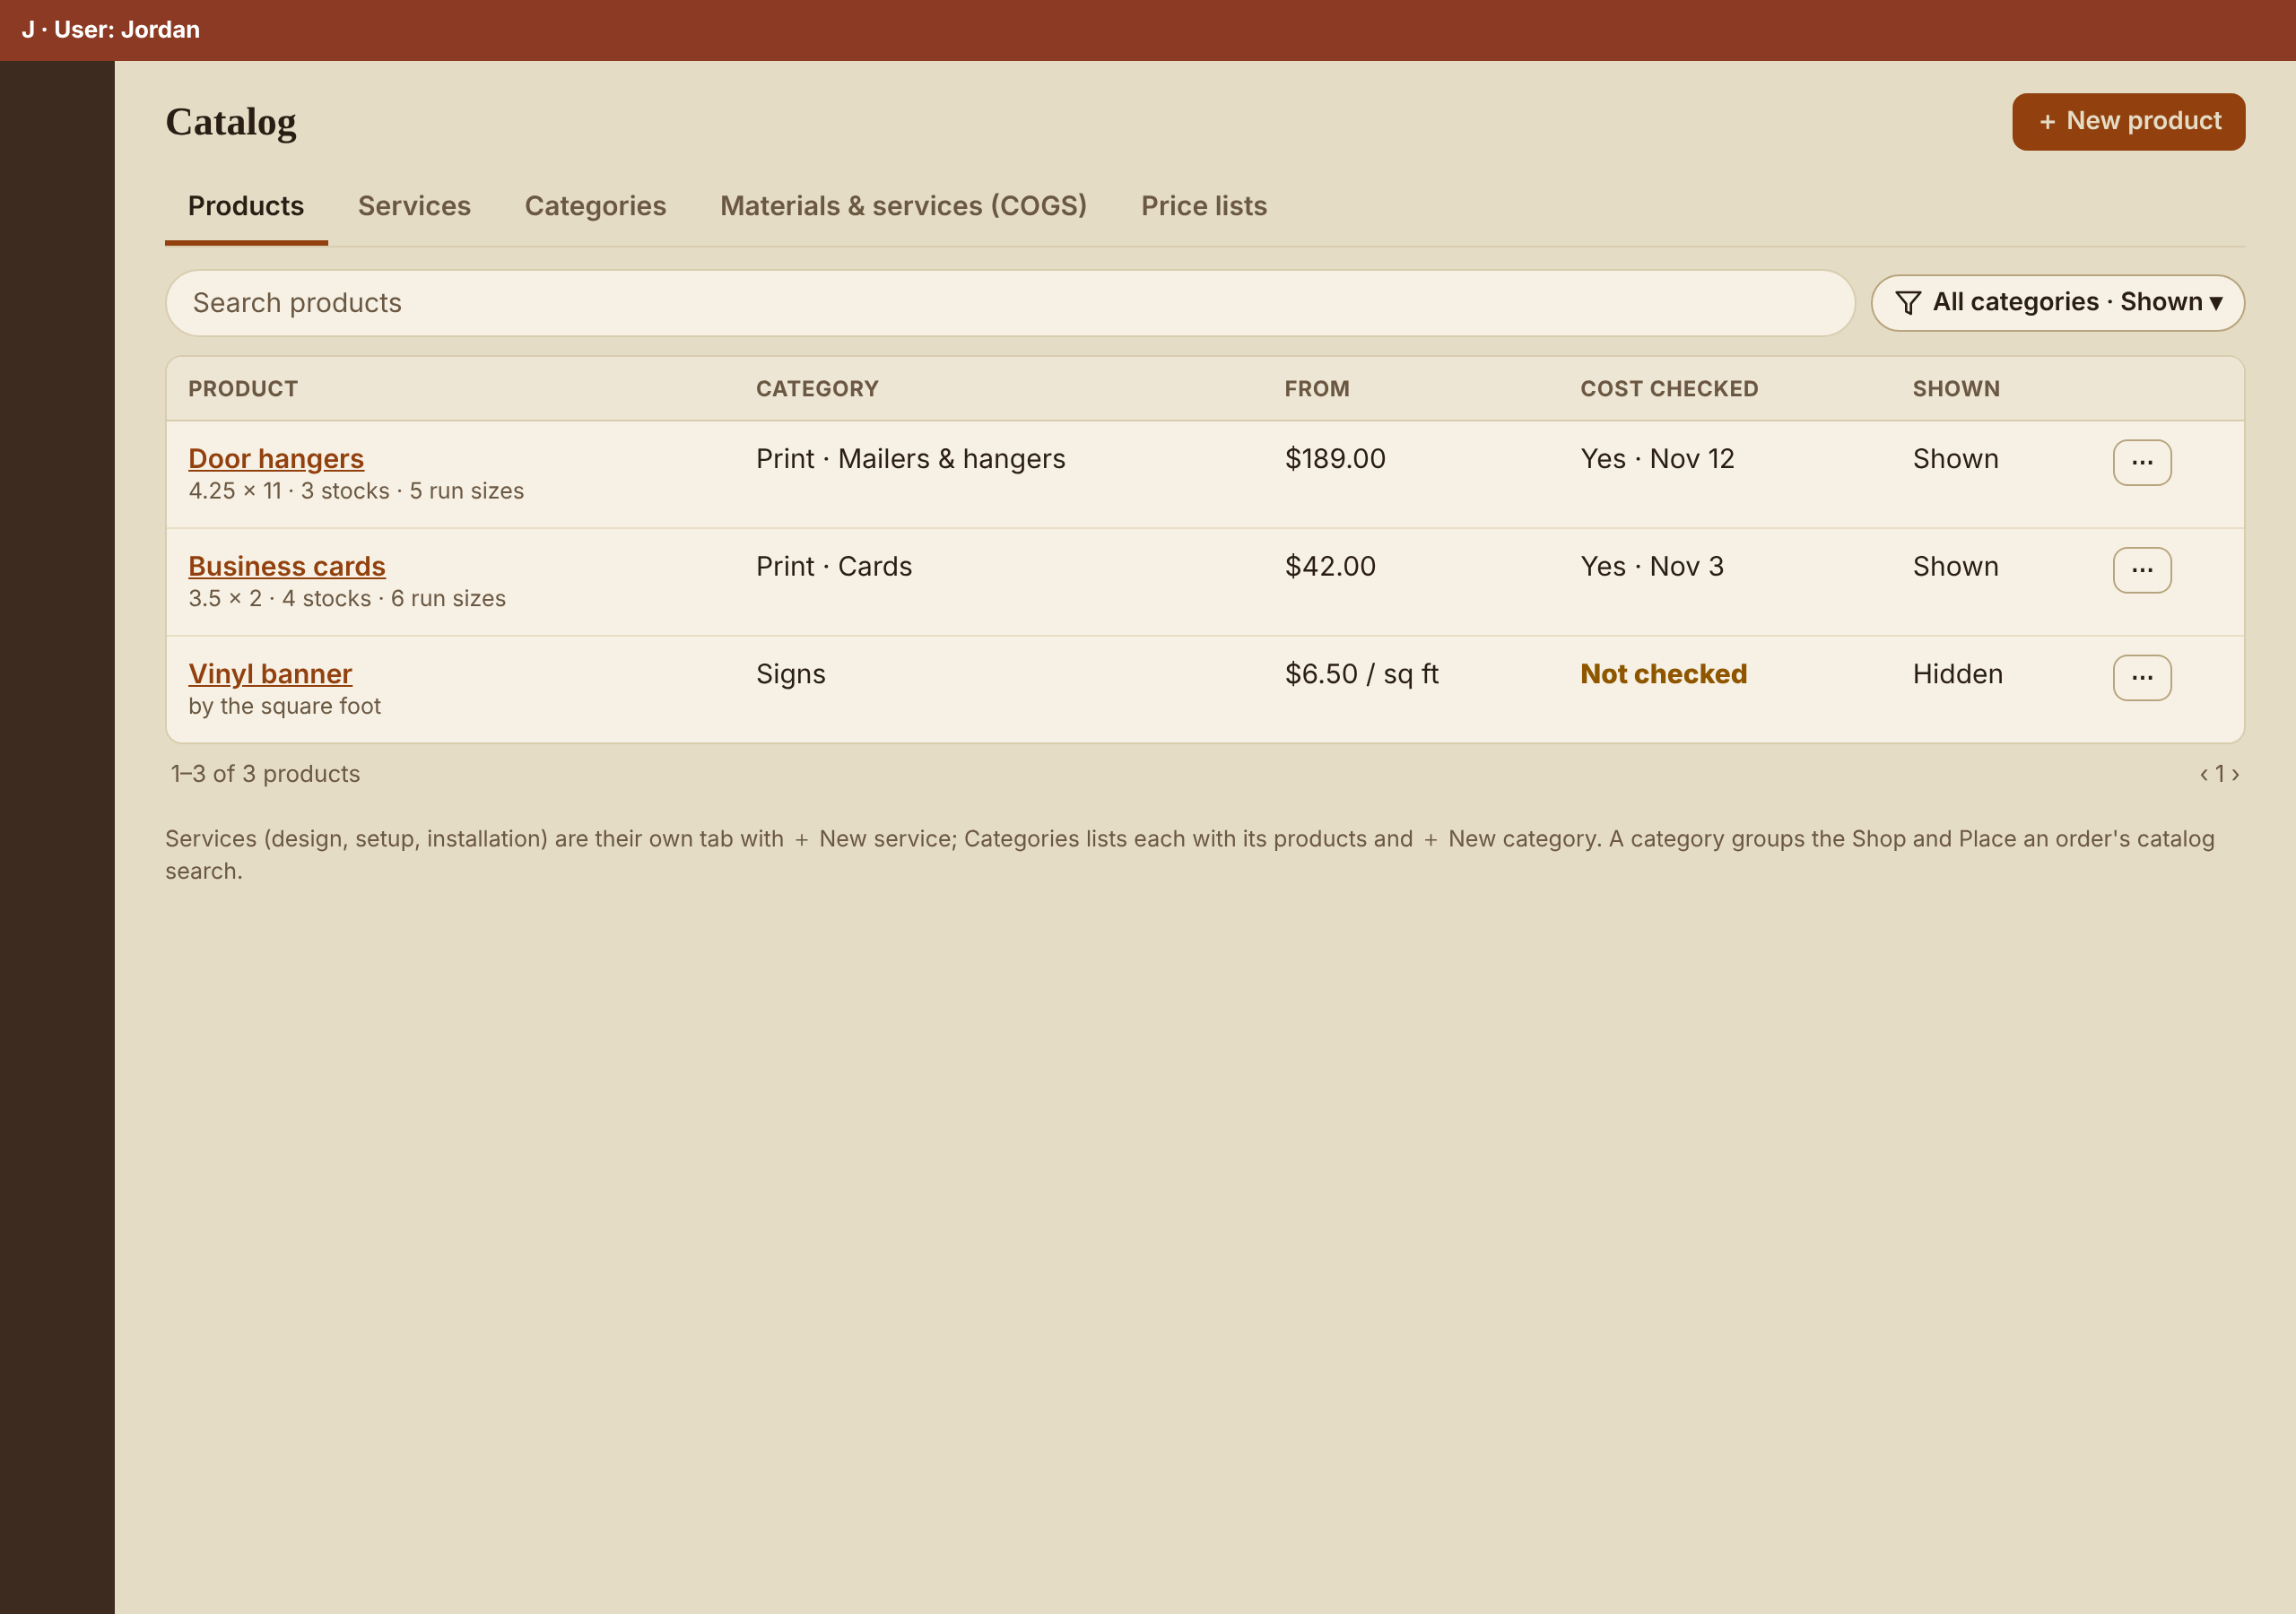 J · User: Jordan
Catalog
+ New product
Products Services Categories Materials & services (COGS) Price lists
Search products
All categories · Shown ▾
PRODUCT CATEGORY FROM COST CHECKED SHOWN
Door hangers Print · Mailers & hangers $189.00 Yes · Nov 12 Shown ···
4.25 × 11 · 3 stocks · 5 run sizes
Business cards Print · Cards $42.00 Yes · Nov 3 Shown ···
3.5 × 2 · 4 stocks · 6 run sizes
Vinyl banner Signs $6.50 / sq ft Not checked Hidden ···
by the square foot
1–3 of 3 products ‹ 1 ›
Services (design, setup, installation) are their own tab with + New service; Categories lists each with its products and + New category. A category groups the Shop and Place an order's catalog
search.